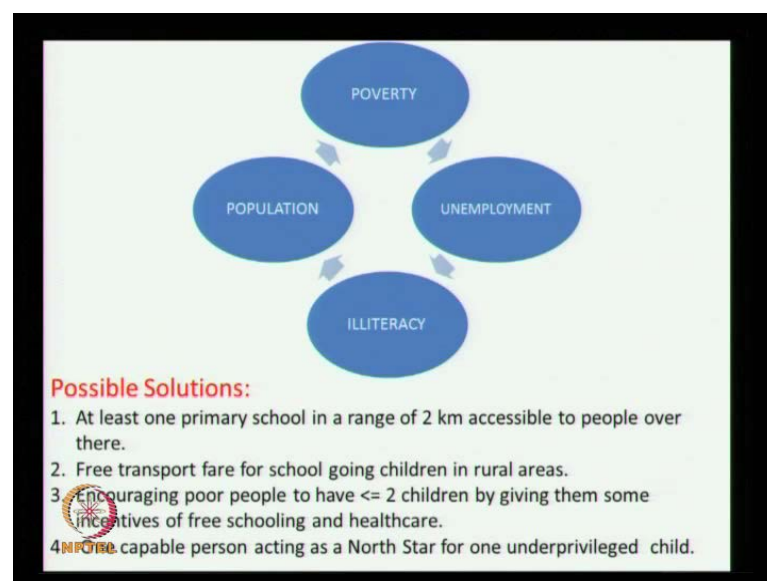 POVERTY
POPULATION
UNEMPLOYMENT
ILLITERACY
Possible Solutions:
1. At least one primary school in a range of 2 km accessible to people over
there.
2. Free transport fare for school going children in rural areas.
3. Encouraging poor people to have <= 2 children by giving them some
incentives of free schooling and healthcare.
4. One capable person acting as a North Star for one underprivileged child.
NPTEL